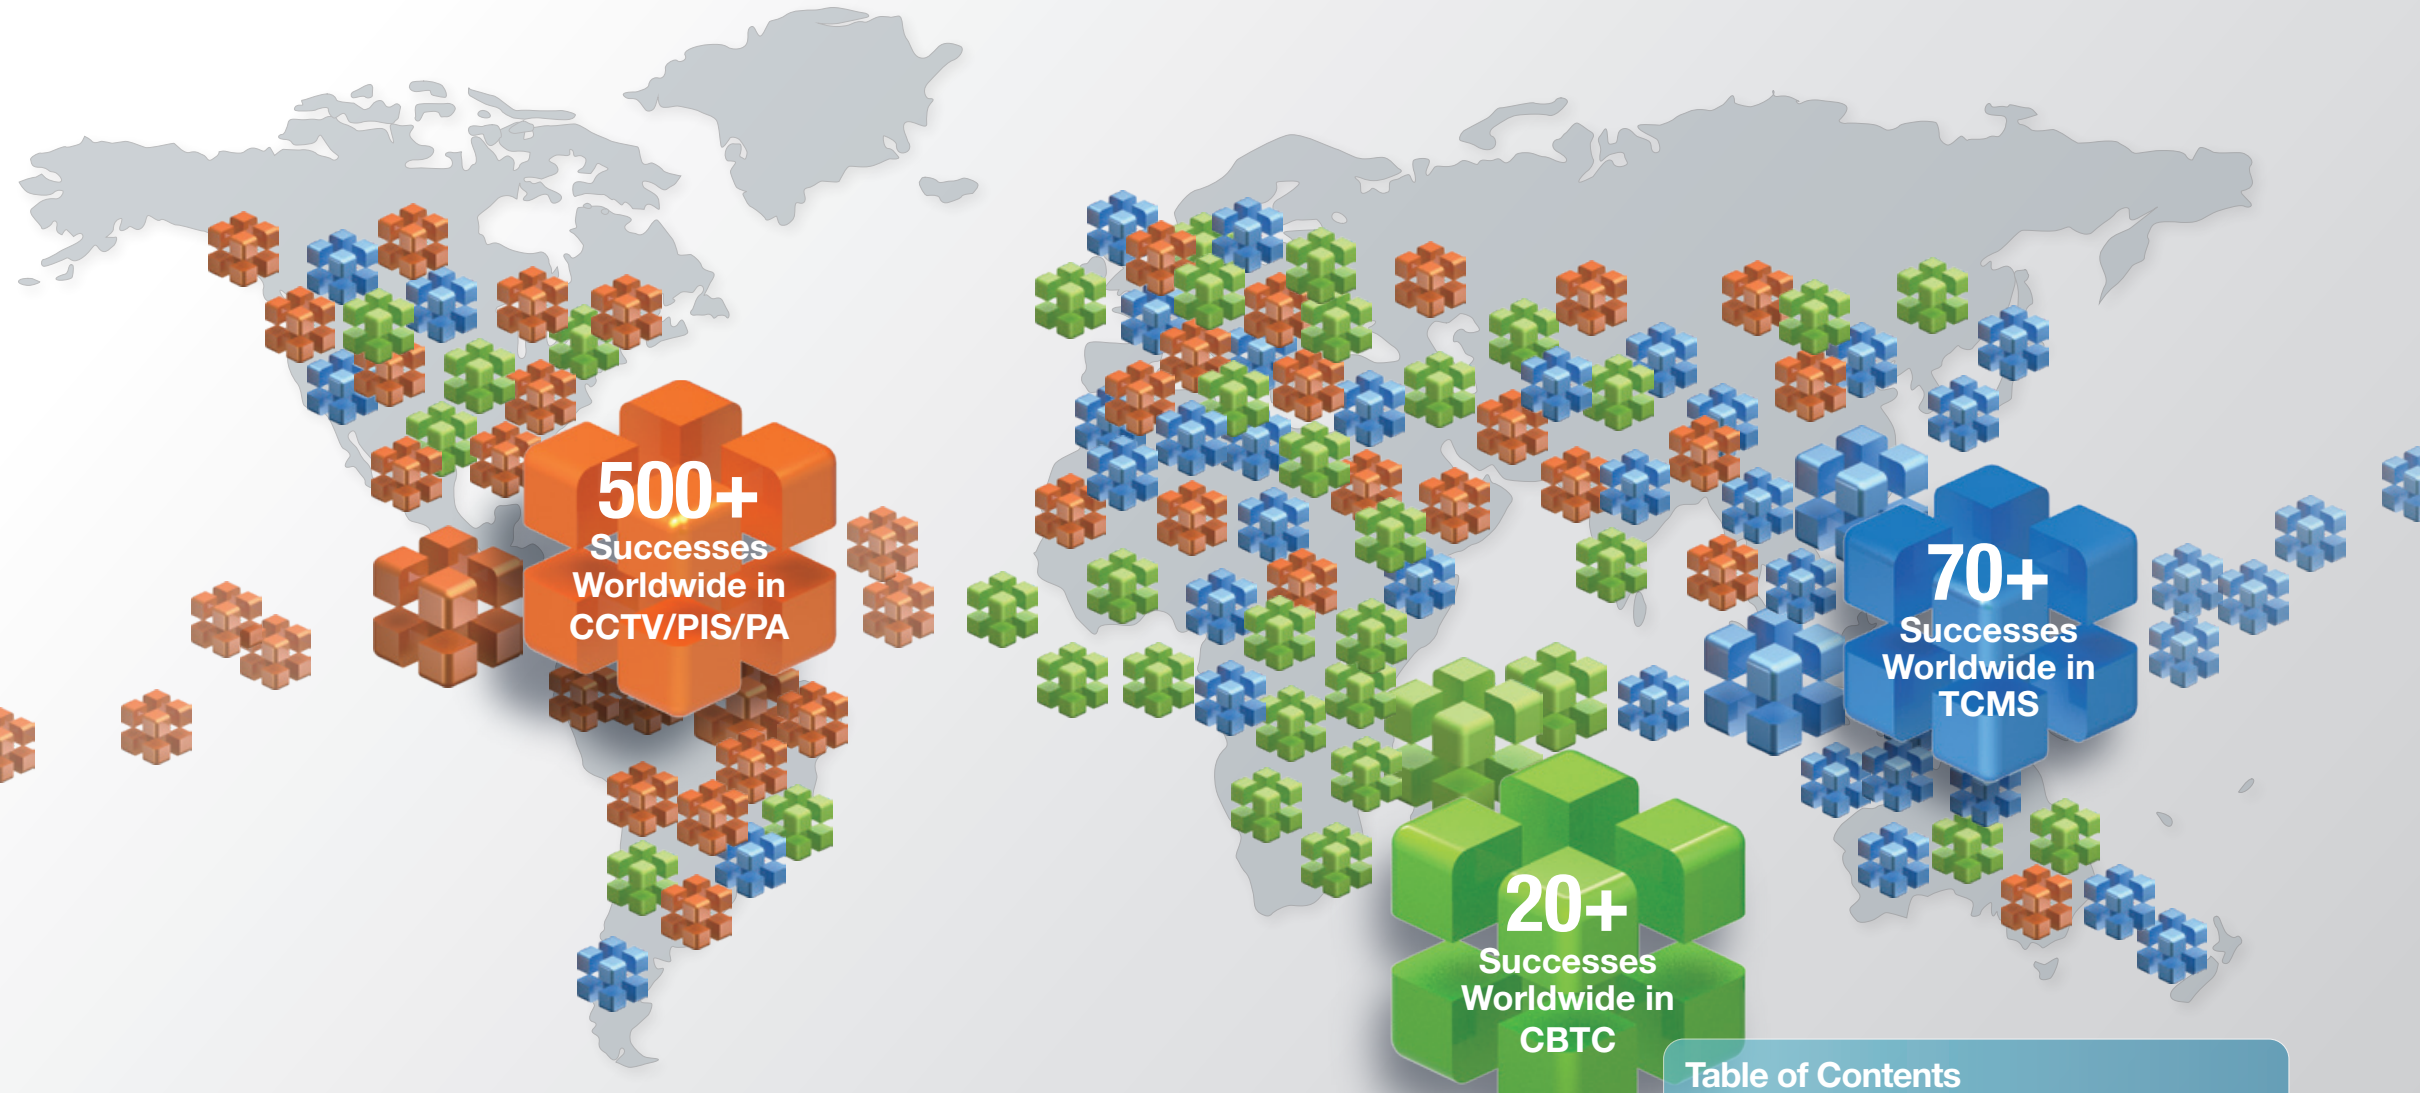 500+
Successes
Worldwide in
CCTV/PIS/PA
70+
Successes
Worldwide in
TCMS
20+
Successes
Worldwide in
CBTC
Table of Contents